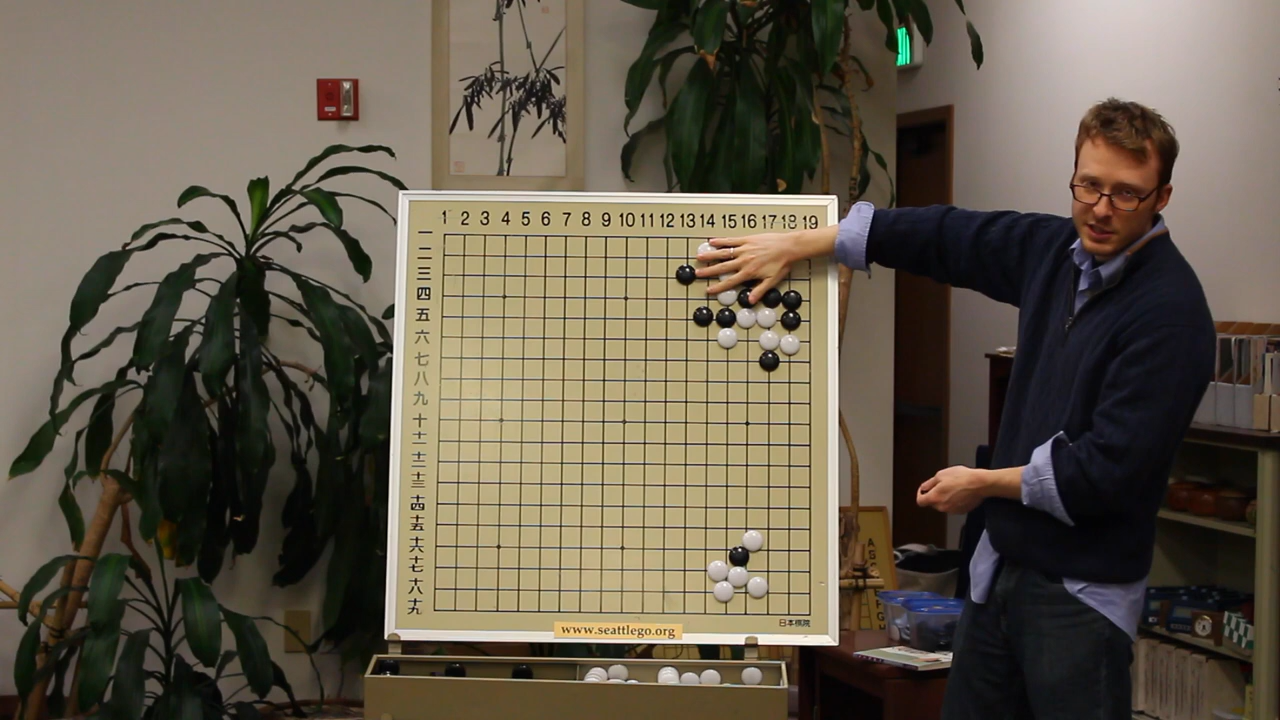 1 2 3 4 5 6 7 8 9 10 11 12 13 14 15 16 17 18 19
一
二
三
四
五
六
七
八
九
十
十一
十二
十三
十四
十五
十六
十七
十八
十九
日本棋院
www.seattlego.org